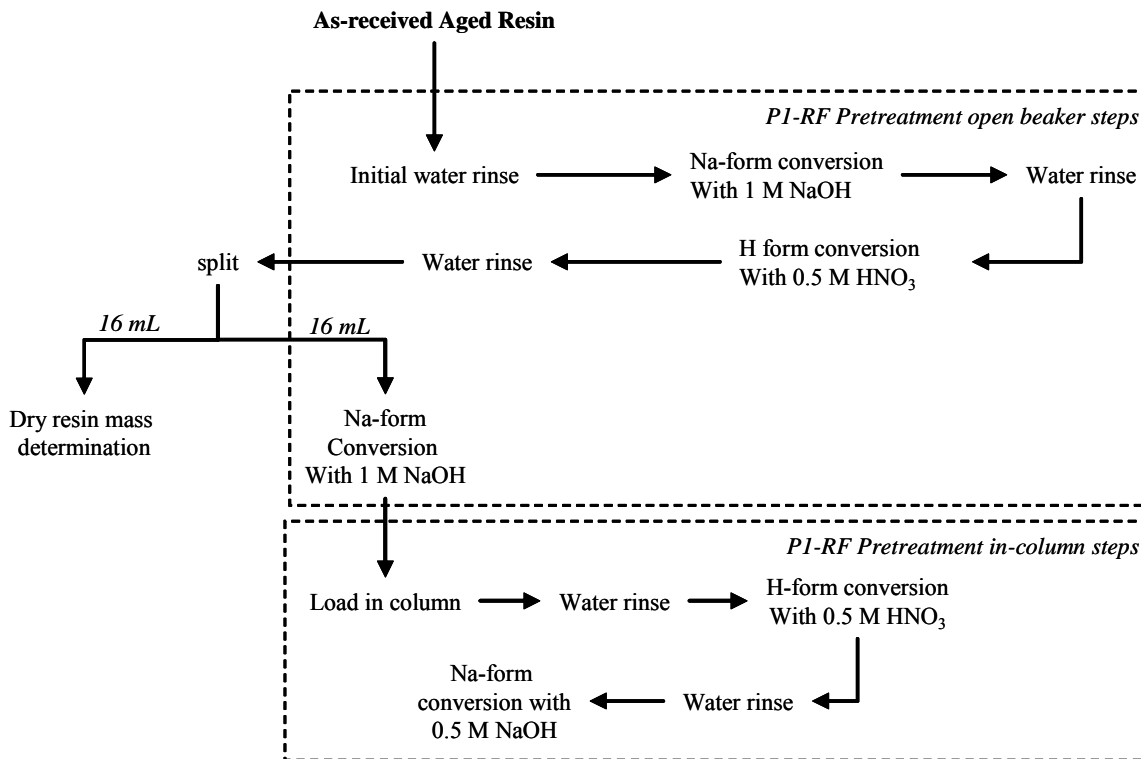 As-received Aged Resin
P1-RF Pretreatment open beaker steps
Initial water rinse
Na-form conversion
With 1 M NaOH
Water rinse
H form conversion
With 0.5 M HNO₃
Water rinse
split
16 mL
16 mL
Dry resin mass
determination
Na-form
Conversion
With 1 M NaOH
P1-RF Pretreatment in-column steps
Load in column
Water rinse
H-form conversion
With 0.5 M HNO₃
Water rinse
Na-form
conversion with
0.5 M NaOH